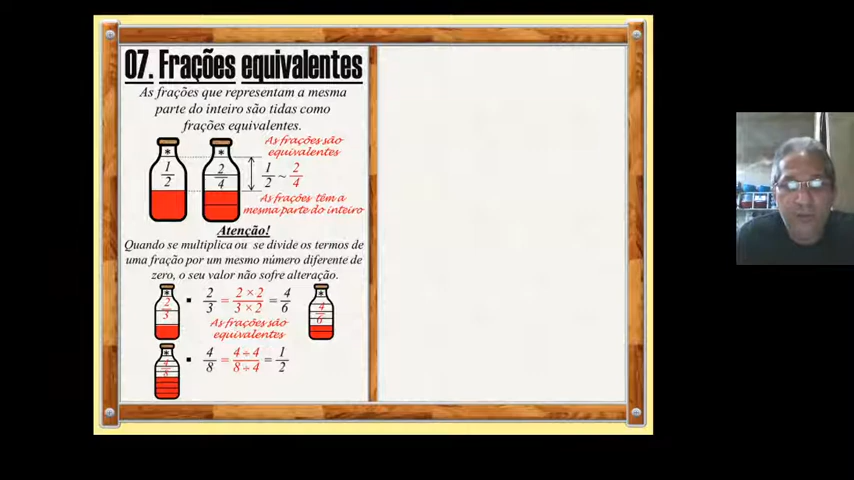 07. Frações equivalentes
As frações que representam a mesma
parte do inteiro são tidas como
frações equivalentes.
As frações são
equivalentes
* 1/2
* 2/4
1/2 ~ 2/4
As frações têm a
mesma parte do inteiro
Atenção!
Quando se multiplica ou se divide os termos de
uma fração por um mesmo número diferente de
zero, o seu valor não sofre alteração.
* 2/3
▪ 2/3 = 2 × 2/3 × 2 = 4/6
* 4/6
As frações são
equivalentes
* 4/8
▪ 4/8 = 4 ÷ 4/8 ÷ 4 = 1/2